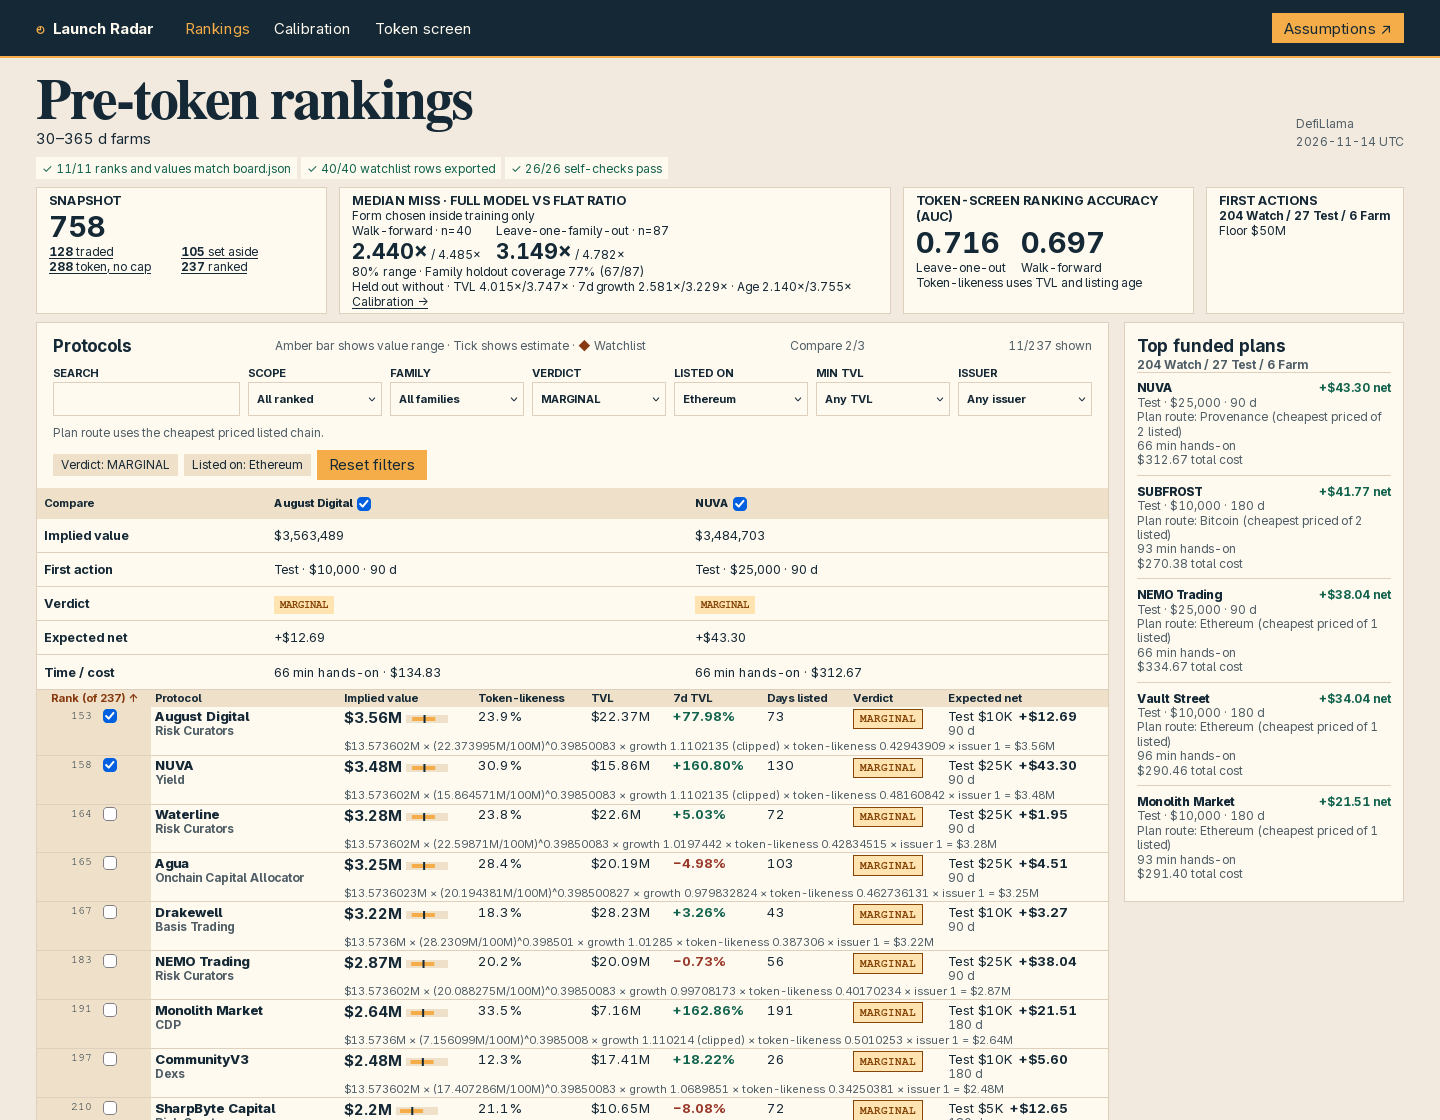 Launch Radar
Rankings
Calibration
Token screen
Assumptions ↗
Pre-token rankings
30–365 d farms
DefiLlama
2026-11-14 UTC
✓ 11/11 ranks and values match board.json
✓ 40/40 watchlist rows exported
✓ 26/26 self-checks pass
SNAPSHOT
758
128 traded
105 set aside
288 token, no cap
237 ranked
MEDIAN MISS · FULL MODEL VS FLAT RATIO
Form chosen inside training only
Walk-forward · n=40
Leave-one-family-out · n=87
2.440× / 4.485×
3.149× / 4.782×
80% range · Family holdout coverage 77% (67/87)
Held out without · TVL 4.015×/3.747× · 7d growth 2.581×/3.229× · Age 2.140×/3.755×
Calibration →
TOKEN-SCREEN RANKING ACCURACY
(AUC)
0.716
0.697
Leave-one-out
Walk-forward
Token-likeness uses TVL and listing age
FIRST ACTIONS
204 Watch / 27 Test / 6 Farm
Floor $50M
Protocols
Amber bar shows value range · Tick shows estimate · ◆ Watchlist
Compare 2/3
11/237 shown
SEARCH
SCOPE
FAMILY
VERDICT
LISTED ON
MIN TVL
ISSUER
All ranked
All families
MARGINAL
Ethereum
Any TVL
Any issuer
Plan route uses the cheapest priced listed chain.
Verdict: MARGINAL
Listed on: Ethereum
Reset filters
Compare
August Digital
NUVA
Implied value
$3,563,489
$3,484,703
First action
Test · $10,000 · 90 d
Test · $25,000 · 90 d
Verdict
MARGINAL
MARGINAL
Expected net
+$12.69
+$43.30
Time / cost
66 min hands-on · $134.83
66 min hands-on · $312.67
Rank (of 237) ↑
Protocol
Implied value
Token-likeness
TVL
7d TVL
Days listed
Verdict
Expected net
153
August Digital
$3.56M
23.9%
$22.37M
+77.98%
73
MARGINAL
Test $10K +$12.69
Risk Curators
90 d
$13.573602M × (22.373995M/100M)^0.39850083 × growth 1.1102135 (clipped) × token-likeness 0.42943909 × issuer 1 = $3.56M
158
NUVA
$3.48M
30.9%
$15.86M
+160.80%
130
MARGINAL
Test $25K +$43.30
Yield
90 d
$13.573602M × (15.864571M/100M)^0.39850083 × growth 1.1102135 (clipped) × token-likeness 0.48160842 × issuer 1 = $3.48M
164
Waterline
$3.28M
23.8%
$22.6M
+5.03%
72
MARGINAL
Test $25K +$1.95
Risk Curators
90 d
$13.573602M × (22.59871M/100M)^0.39850083 × growth 1.0197442 × token-likeness 0.42834515 × issuer 1 = $3.28M
165
Agua
$3.25M
28.4%
$20.19M
−4.98%
103
MARGINAL
Test $25K +$4.51
Onchain Capital Allocator
90 d
$13.5736023M × (20.194381M/100M)^0.398500827 × growth 0.979832824 × token-likeness 0.462736131 × issuer 1 = $3.25M
167
Drakewell
$3.22M
18.3%
$28.23M
+3.26%
43
MARGINAL
Test $10K +$3.27
Basis Trading
90 d
$13.5736M × (28.2309M/100M)^0.398501 × growth 1.01285 × token-likeness 0.387306 × issuer 1 = $3.22M
183
NEMO Trading
$2.87M
20.2%
$20.09M
−0.73%
56
MARGINAL
Test $25K +$38.04
Risk Curators
90 d
$13.573602M × (20.088275M/100M)^0.39850083 × growth 0.99708173 × token-likeness 0.40170234 × issuer 1 = $2.87M
191
Monolith Market
$2.64M
33.5%
$7.16M
+162.86%
191
MARGINAL
Test $10K +$21.51
CDP
180 d
$13.5736M × (7.156099M/100M)^0.3985008 × growth 1.110214 (clipped) × token-likeness 0.5010253 × issuer 1 = $2.64M
197
CommunityV3
$2.48M
12.3%
$17.41M
+18.22%
26
MARGINAL
Test $10K +$5.60
Dexs
180 d
$13.573602M × (17.407286M/100M)^0.39850083 × growth 1.0689851 × token-likeness 0.34250381 × issuer 1 = $2.48M
210
SharpByte Capital
$2.2M
21.1%
$10.65M
−8.08%
72
MARGINAL
Test $5K +$12.65
Top funded plans
204 Watch / 27 Test / 6 Farm
NUVA
+$43.30 net
Test · $25,000 · 90 d
Plan route: Provenance (cheapest priced of
2 listed)
66 min hands-on
$312.67 total cost
SUBFROST
+$41.77 net
Test · $10,000 · 180 d
Plan route: Bitcoin (cheapest priced of 2
listed)
93 min hands-on
$270.38 total cost
NEMO Trading
+$38.04 net
Test · $25,000 · 90 d
Plan route: Ethereum (cheapest priced of 1
listed)
66 min hands-on
$334.67 total cost
Vault Street
+$34.04 net
Test · $10,000 · 180 d
Plan route: Ethereum (cheapest priced of 1
listed)
96 min hands-on
$290.46 total cost
Monolith Market
+$21.51 net
Test · $10,000 · 180 d
Plan route: Ethereum (cheapest priced of 1
listed)
93 min hands-on
$291.40 total cost